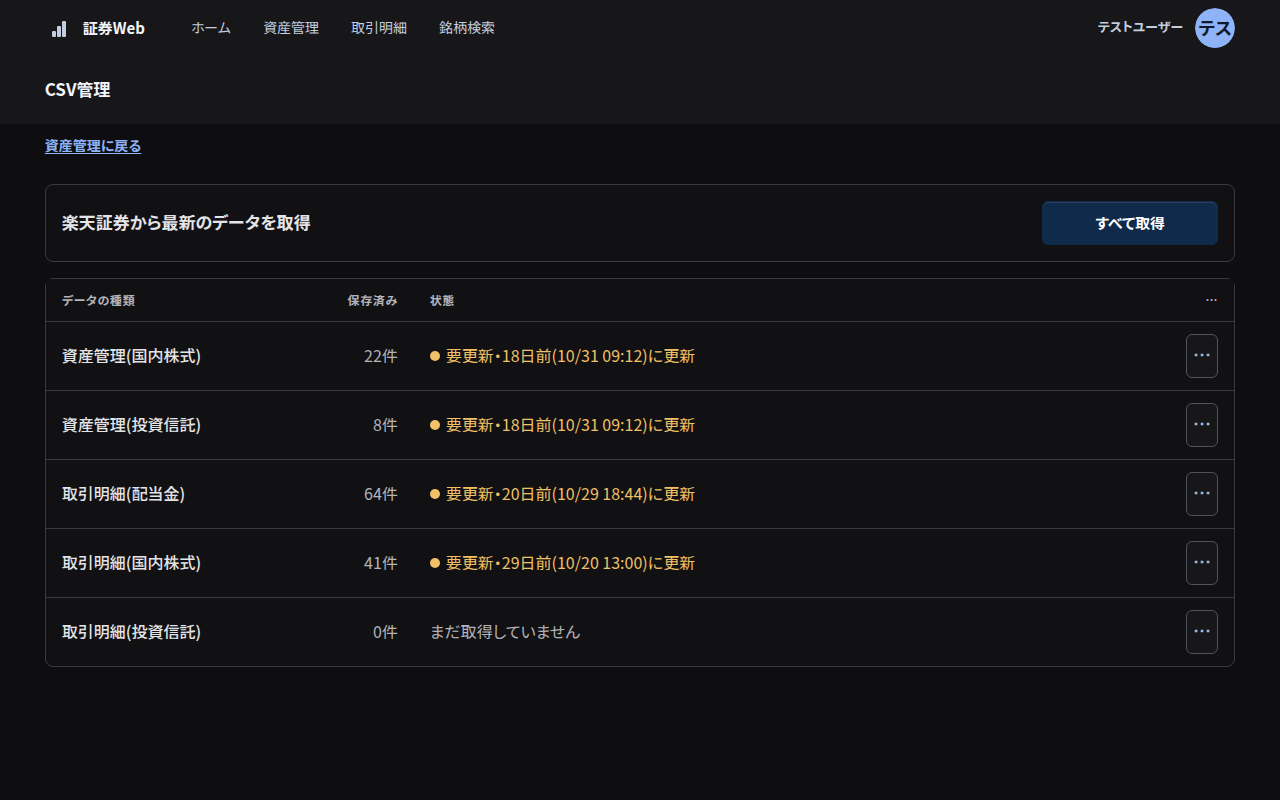 証券Web ホーム 資産管理 取引明細 銘柄検索 テストユーザー テス
CSV管理
資産管理に戻る
楽天証券から最新のデータを取得 すべて取得
データの種類 保存済み 状態 …
資産管理(国内株式) 22件 要更新・18日前(10/31 09:12)に更新 …
資産管理(投資信託) 8件 要更新・18日前(10/31 09:12)に更新 …
取引明細(配当金) 64件 要更新・20日前(10/29 18:44)に更新 …
取引明細(国内株式) 41件 要更新・29日前(10/20 13:00)に更新 …
取引明細(投資信託) 0件 まだ取得していません …